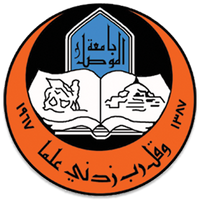 جامعة
الموصل
١٩٦٧
١٣٨٧
وقل رب زدني علما